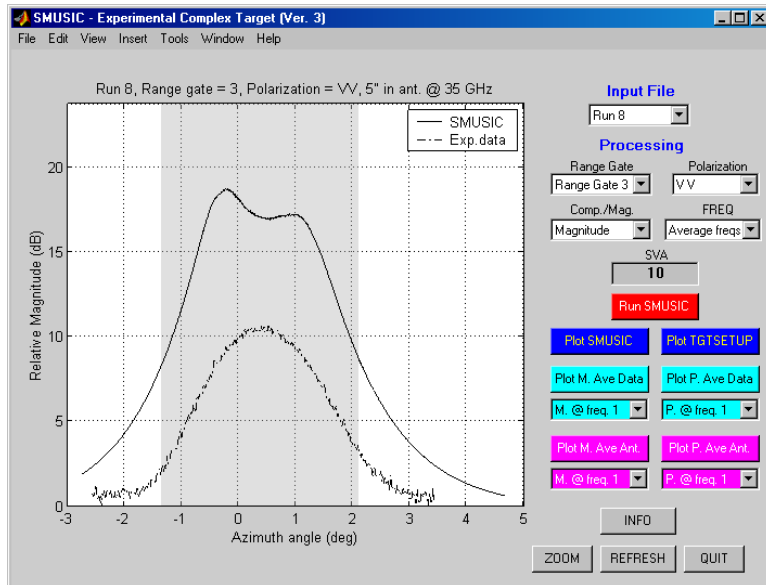 SMUSIC - Experimental Complex Target (Ver. 3)
File Edit View Insert Tools Window Help
Run 8, Range gate = 3, Polarization = VV, 5" in ant. @ 35 GHz
SMUSIC
Exp.data
Relative Magnitude (dB)
20
15
10
5
0
-3 -2 -1 0 1 2 3 4 5
Azimuth angle (deg)
Input File
Run 8
Processing
Range Gate Polarization
Range Gate 3 V V
Comp./Mag. FREQ
Magnitude Average freqs
SVA
10
Run SMUSIC
Plot SMUSIC Plot TGTSETUP
Plot M. Ave Data Plot P. Ave Data
M. @ freq. 1 P. @ freq. 1
Plot M. Ave Ant. Plot P. Ave Ant.
M. @ freq. 1 P. @ freq. 1
INFO
ZOOM REFRESH QUIT